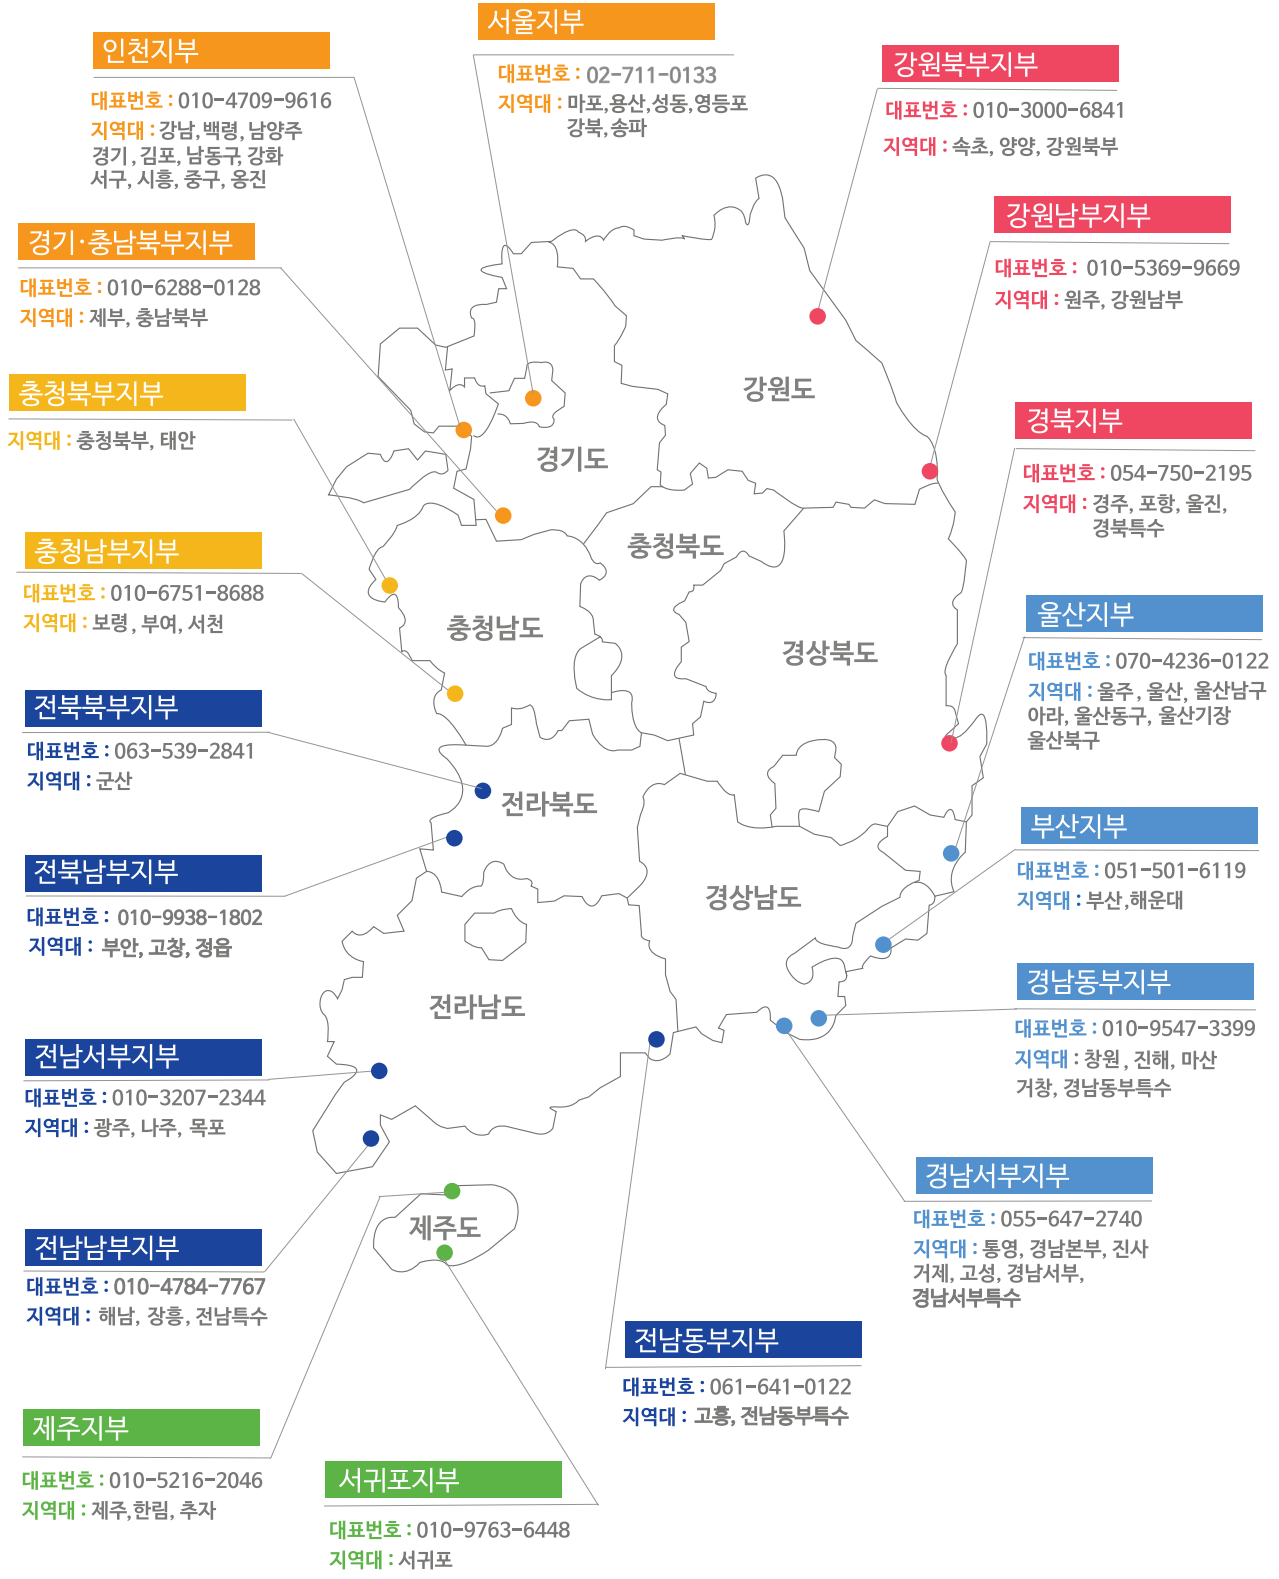 서울지부
대표번호 : 02-711-0133
지역대 : 마포,용산,성동,영등포
강북,송파
인천지부
대표번호 : 010-4709-9616
지역대 : 강남,백령,남양주
경기,김포,남동구,강화
서구, 시흥, 중구, 옹진
경기·충남북부지부
대표번호 : 010-6288-0128
지역대 : 제부, 충남북부
충청북부지부
지역대 : 충청북부, 태안
충청남부지부
대표번호 : 010-6751-8688
지역대 : 보령, 부여, 서천
전북북부지부
대표번호 : 063-539-2841
지역대 : 군산
전북남부지부
대표번호 : 010-9938-1802
지역대 : 부안, 고창, 정읍
전남서부지부
대표번호 : 010-3207-2344
지역대 : 광주, 나주, 목포
전남남부지부
대표번호 : 010-4784-7767
지역대 : 해남, 장흥, 전남특수
제주지부
대표번호 : 010-5216-2046
지역대 : 제주,한림, 추자
서귀포지부
대표번호 : 010-9763-6448
지역대 : 서귀포
전남동부지부
대표번호 : 061-641-0122
지역대 : 고흥, 전남동부특수
강원북부지부
대표번호 : 010-3000-6841
지역대 : 속초, 양양, 강원북부
강원남부지부
대표번호 : 010-5369-9669
지역대 : 원주, 강원남부
경북지부
대표번호 : 054-750-2195
지역대 : 경주, 포항, 울진,
경북특수
울산지부
대표번호 : 070-4236-0122
지역대 : 울주, 울산, 울산남구
아라, 울산동구, 울산기장
울산북구
부산지부
대표번호 : 051-501-6119
지역대 : 부산,해운대
경남동부지부
대표번호 : 010-9547-3399
지역대 : 창원, 진해, 마산
거창, 경남동부특수
경남서부지부
대표번호 : 055-647-2740
지역대 : 통영, 경남본부, 진사
거제, 고성, 경남서부,
경남서부특수
강원도
경기도
충청북도
충청남도
경상북도
전라북도
경상남도
전라남도
제주도